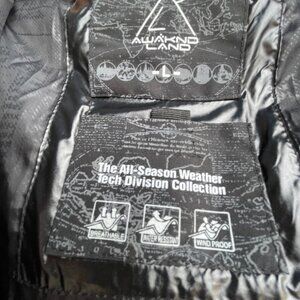 AWAKND
LAND
L
The All-Season Weather
Tech Division Collection
BREATHABLE
WATER RESISTANT
WIND PROOF